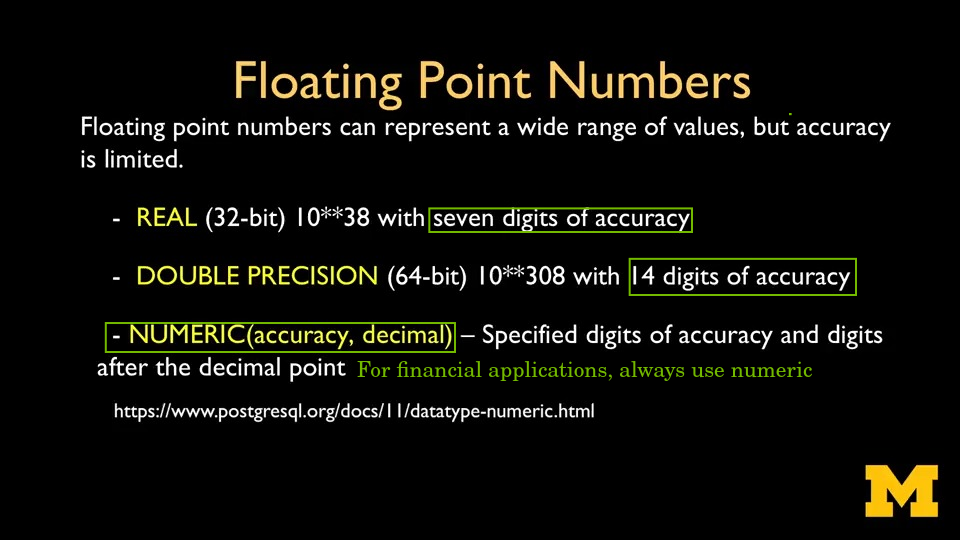 Floating Point Numbers
Floating point numbers can represent a wide range of values, but accuracy
is limited.
- REAL (32-bit) 10**38 with seven digits of accuracy
- DOUBLE PRECISION (64-bit) 10**308 with 14 digits of accuracy
- NUMERIC(accuracy, decimal) – Specified digits of accuracy and digits
after the decimal point For financial applications, always use numeric
https://www.postgresql.org/docs/11/datatype-numeric.html
M